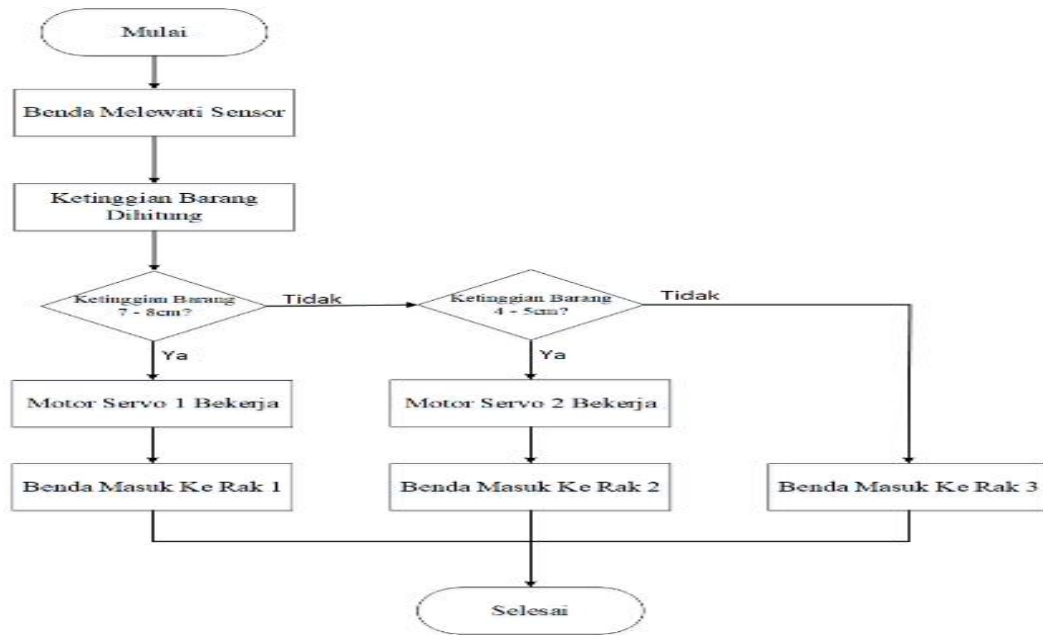 Mulai
Benda Melewati Sensor
Ketinggian Barang
Dihitung
Ketinggian Barang
7 - 8cm?
Tidak
Ketinggian Barang
4 - 5cm?
Tidak
Ya
Ya
Motor Servo 1 Bekerja
Motor Servo 2 Bekerja
Benda Masuk Ke Rak 1
Benda Masuk Ke Rak 2
Benda Masuk Ke Rak 3
Selesai